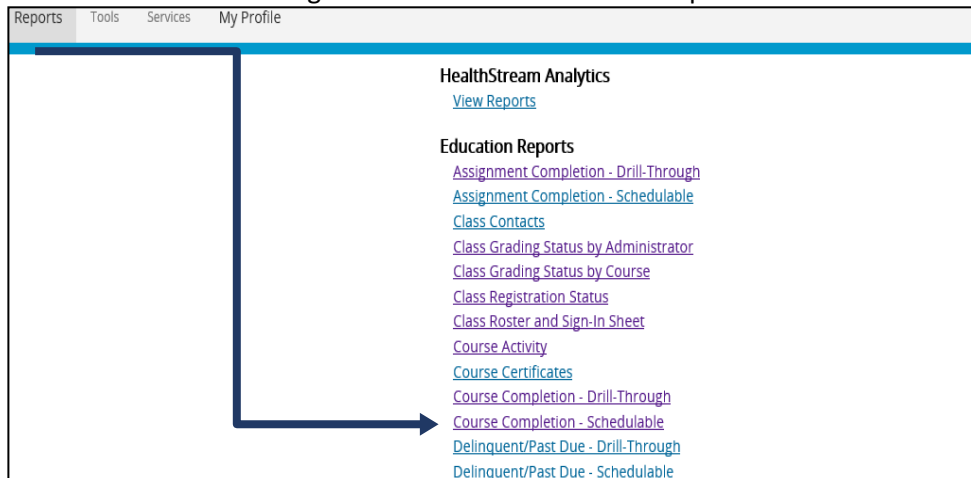 Reports Tools Services My Profile
HealthStream Analytics
View Reports
Education Reports
Assignment Completion - Drill-Through
Assignment Completion - Schedulable
Class Contacts
Class Grading Status by Administrator
Class Grading Status by Course
Class Registration Status
Class Roster and Sign-In Sheet
Course Activity
Course Certificates
Course Completion - Drill-Through
Course Completion - Schedulable
Delinquent/Past Due - Drill-Through
Delinquent/Past Due - Schedulable